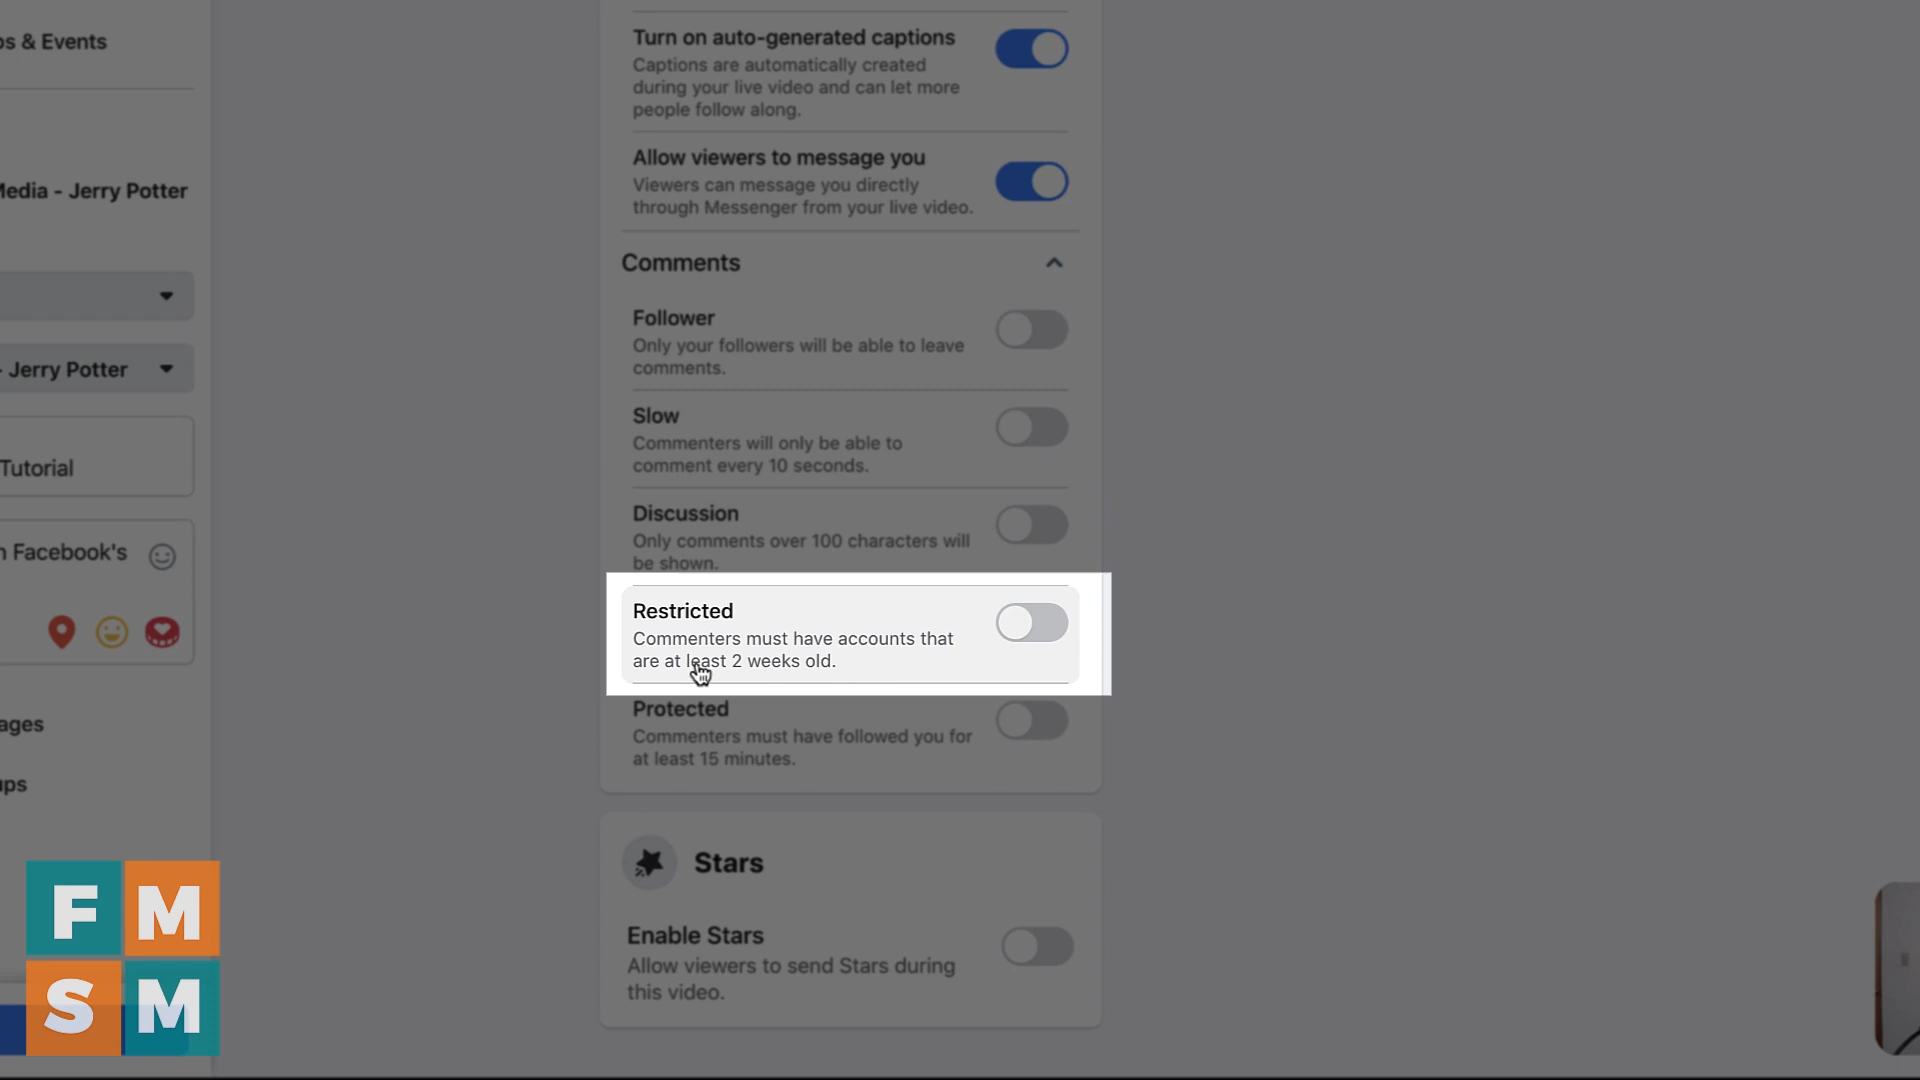 os & Events
Media - Jerry Potter
- Jerry Potter
Tutorial
n Facebook's
ages
ups
Turn on auto-generated captions
Captions are automatically created
during your live video and can let more
people follow along.
Allow viewers to message you
Viewers can message you directly
through Messenger from your live video.
Comments
Follower
Only your followers will be able to leave
comments.
Slow
Commenters will only be able to
comment every 10 seconds.
Discussion
Only comments over 100 characters will
be shown.
Restricted
Commenters must have accounts that
are at least 2 weeks old.
Protected
Commenters must have followed you for
at least 15 minutes.
Stars
Enable Stars
Allow viewers to send Stars during
this video.
F M
S M